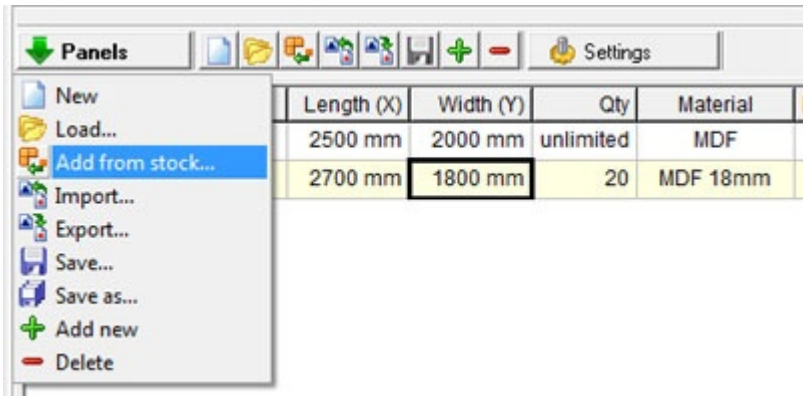 Panels Settings
New
Load...
Add from stock...
Import...
Export...
Save...
Save as...
Add new
Delete
Length (X) Width (Y) Qty Material
2500 mm 2000 mm unlimited MDF
2700 mm 1800 mm 20 MDF 18mm